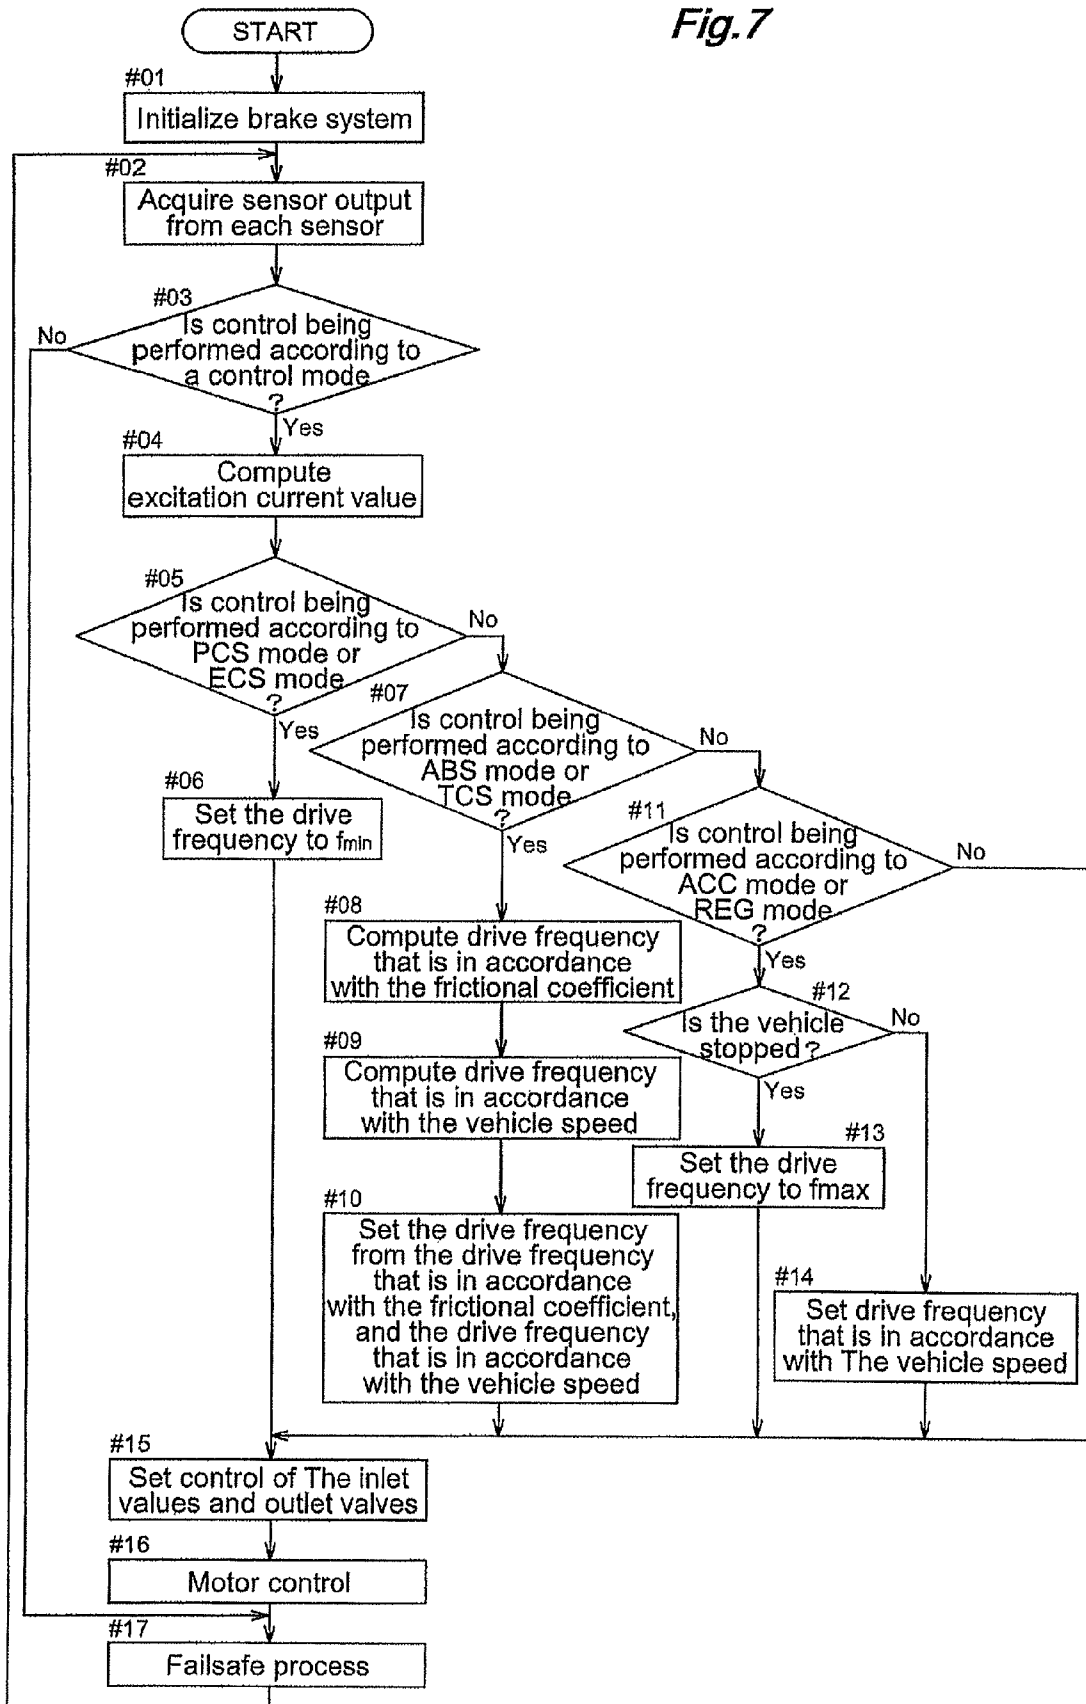 Fig.7
START
#01
Initialize brake system
#02
Acquire sensor output
from each sensor
#03
Is control being
performed according to
a control mode
?
No
Yes
#04
Compute
excitation current value
#05
Is control being
performed according to
PCS mode or
ECS mode
?
No
Yes
#06
Set the drive
frequency to fmin
#07
Is control being
performed according to
ABS mode or
TCS mode
?
No
Yes
#08
Compute drive frequency
that is in accordance
with the frictional coefficient
#09
Compute drive frequency
that is in accordance
with the vehicle speed
#10
Set the drive frequency
from the drive frequency
that is in accordance
with the frictional coefficient,
and the drive frequency
that is in accordance
with the vehicle speed
#11
Is control being
performed according to
ACC mode or
REG mode
?
No
Yes
#12
Is the vehicle
stopped?
No
Yes
#13
Set the drive
frequency to fmax
#14
Set drive frequency
that is in accordance
with The vehicle speed
#15
Set control of The inlet
values and outlet valves
#16
Motor control
#17
Failsafe process